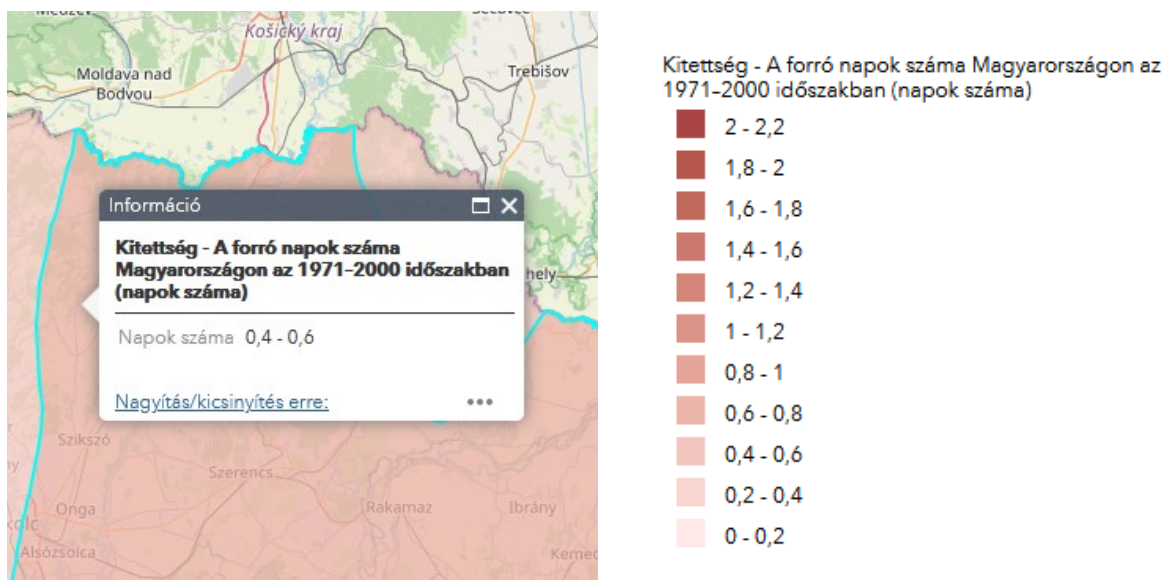 Košický kraj
Moldava nad
Bodvou
Trebišov
Információ
Kitettség - A forró napok száma
Magyarországon az 1971–2000 időszakban
(napok száma)
hely
Napok száma 0,4 - 0,6
Nagyítás/kicsinyítés erre:
Szikszó
Szerencs
Onga
Rakamaz
Ibrány
Alsózsolca
Kemec
Kitettség - A forró napok száma Magyarországon az
1971–2000 időszakban (napok száma)
2 - 2,2
1,8 - 2
1,6 - 1,8
1,4 - 1,6
1,2 - 1,4
1 - 1,2
0,8 - 1
0,6 - 0,8
0,4 - 0,6
0,2 - 0,4
0 - 0,2